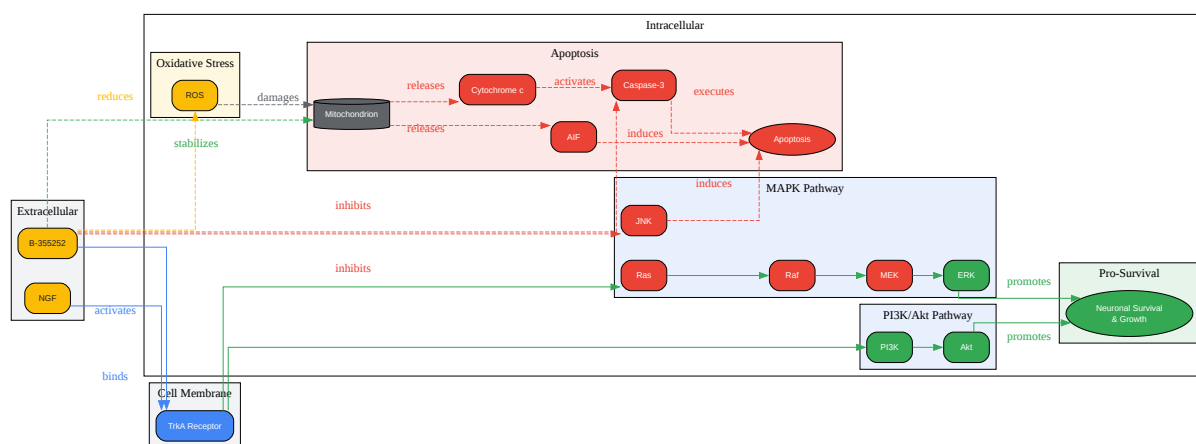 Intracellular
Apoptosis
Oxidative Stress
ROS
reduces
damages
Mitochondrion
releases
Cytochrome c
activates
Caspase-3
executes
releases
AIF
induces
Apoptosis
stabilizes
induces
MAPK Pathway
Extracellular
B-355252
NGF
inhibits
JNK
inhibits
Ras
Raf
MEK
ERK
activates
Pro-Survival
promotes
Neuronal Survival
& Growth
promotes
PI3K/Akt Pathway
PI3K
Akt
binds
Cell Membrane
TrkA Receptor